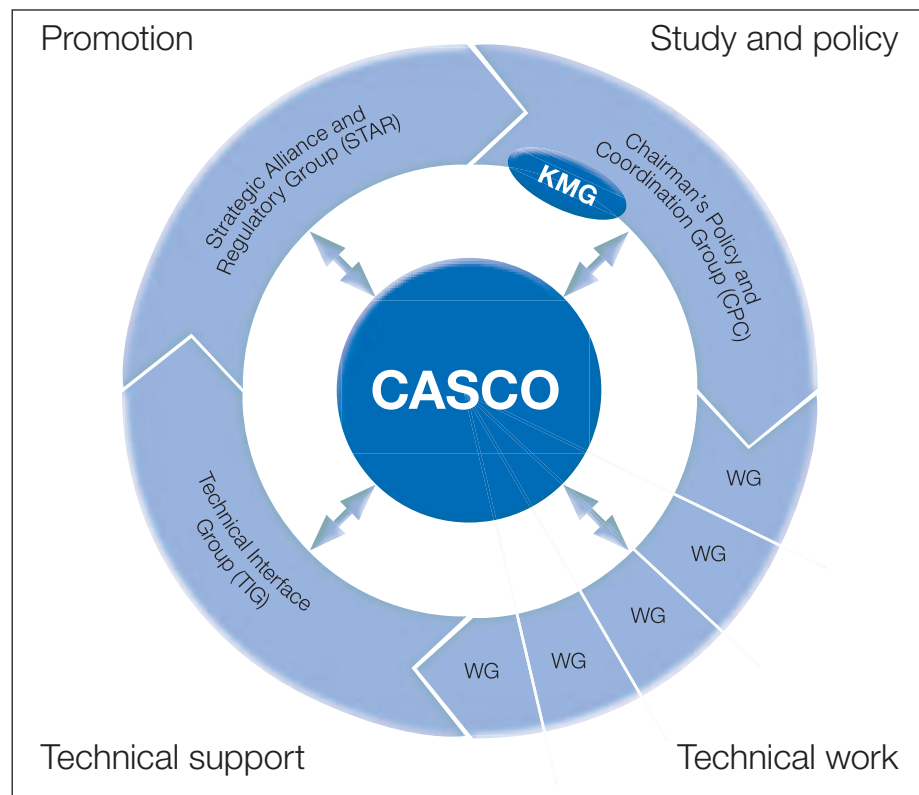 Promotion
Study and policy
Strategic Alliance and
Regulatory Group (STAR)
Chairman's Policy and
Coordination Group (CPC)
KMG
CASCO
Technical Interface
Group (TIG)
WG
WG
WG
WG
WG
Technical support
Technical work